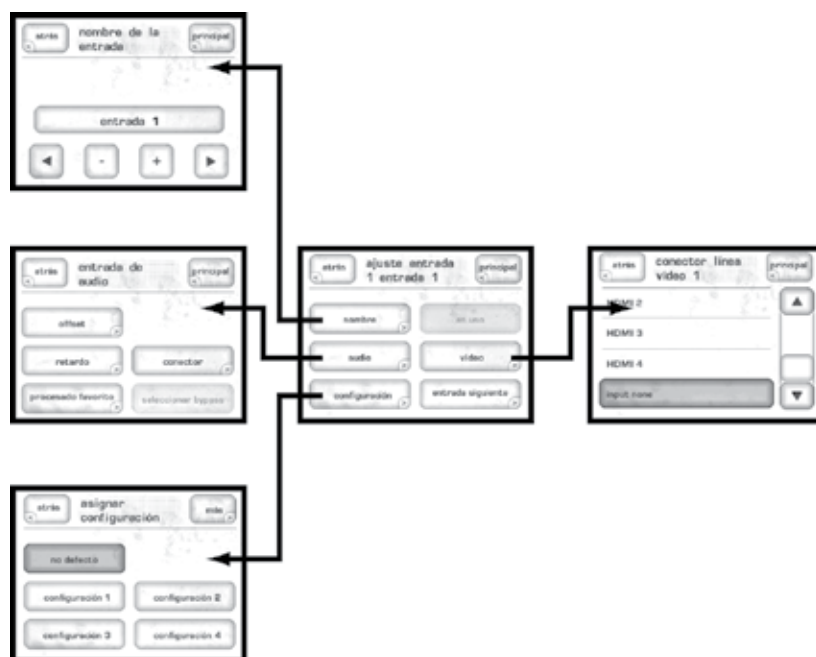 atrás
nombre de la
entrada
principal
entrada 1
-
+
atrás
entrada de
audio
principal
offset
retardo
conector
procesado favorito
seleccionar bypass
atrás
ajuste entrada
1 entrada 1
principal
nombre
en uso
audio
video
configuración
entrada siguiente
atrás
conector línea
video 1
principal
HDMI 2
HDMI 3
HDMI 4
input none
atrás
asignar
configuración
más
no defecto
configuración 1
configuración 2
configuración 3
configuración 4